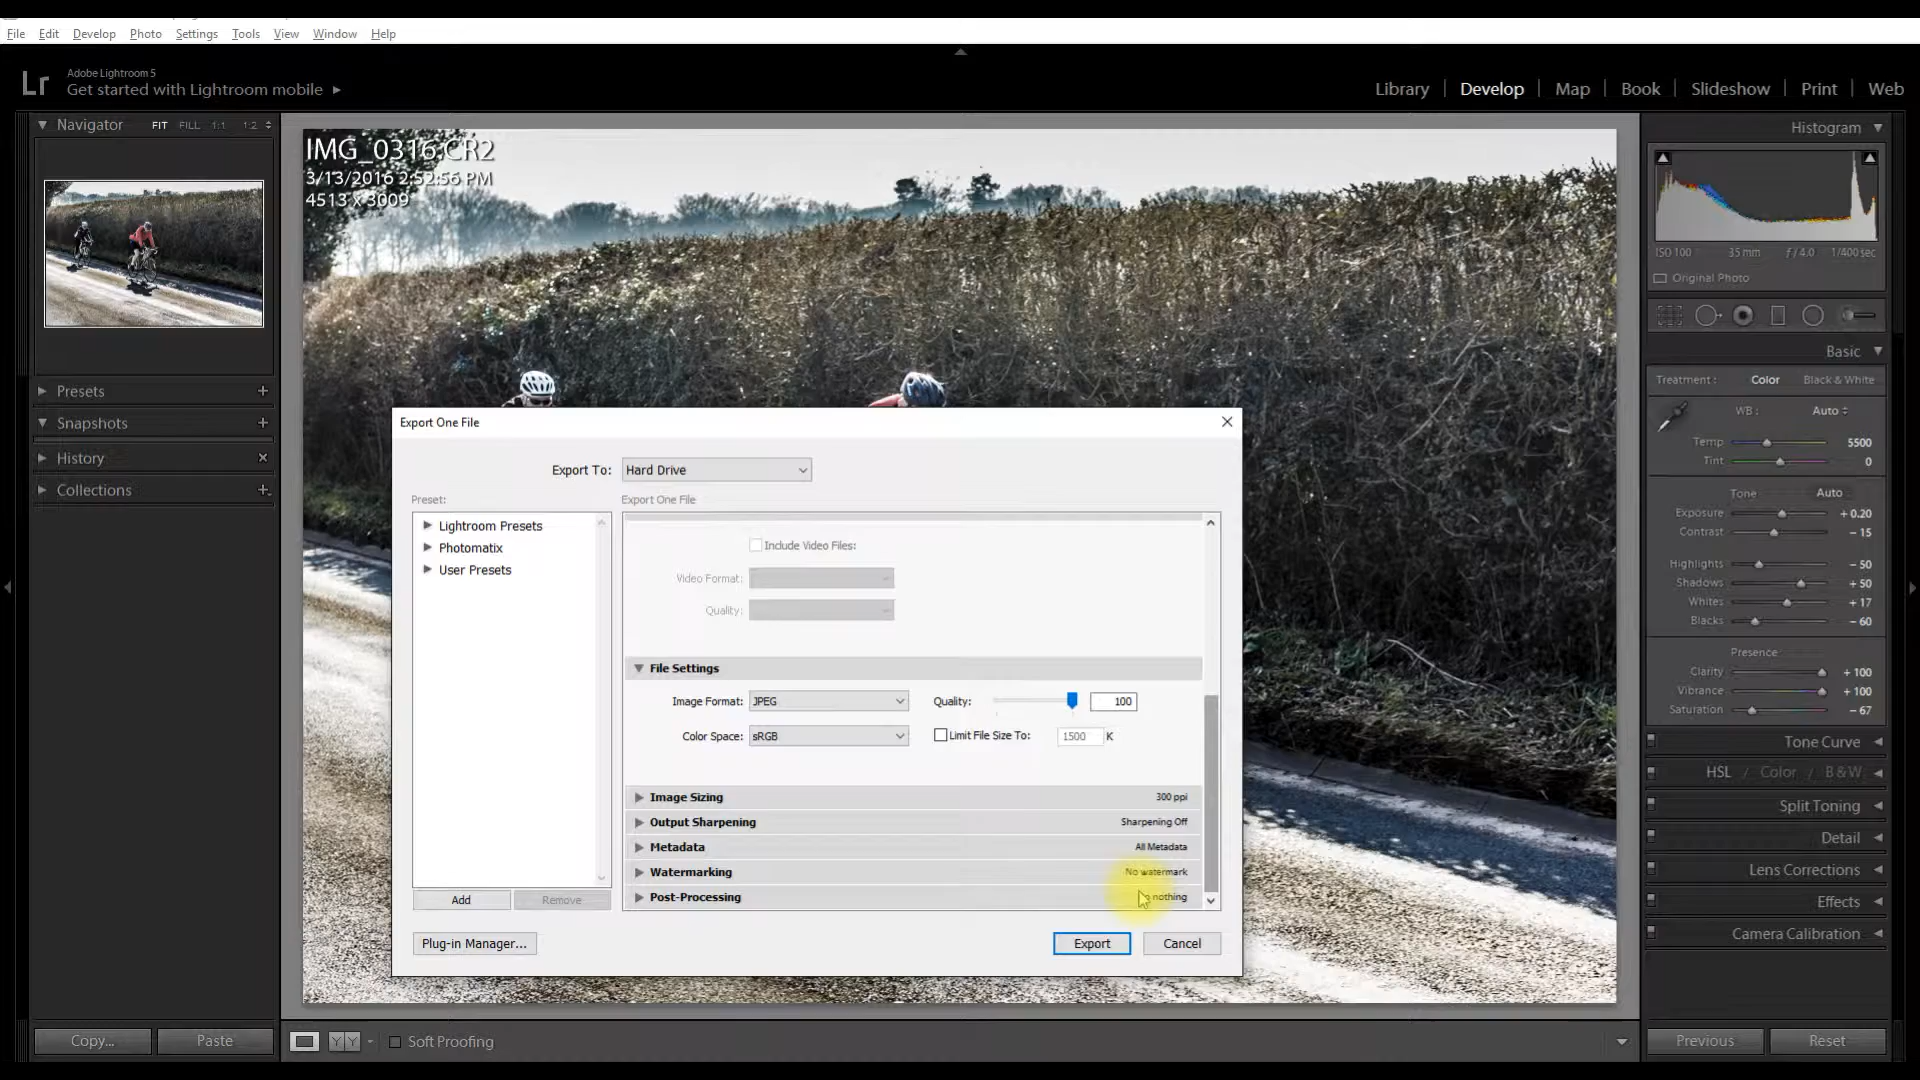 File Edit Develop Photo Settings Tools View Window Help
Lr
Adobe Lightroom 5
Get started with Lightroom mobile
Library Develop Map Book Slideshow Print Web
Navigator FIT FILL 1:1 1:2
Presets
Snapshots
History
Collections
Copy... Paste
IMG_0316.CR2
3/13/2016 2:52:56 PM
4513 x 3009
Export One File
Export To: Hard Drive
Preset:
Lightroom Presets
Photomatix
User Presets
Add Remove
Plug-in Manager...
Export One File
Include Video Files:
Video Format:
Quality:
File Settings
Image Format: JPEG Quality: 100
Color Space: sRGB Limit File Size To: 1500 K
Image Sizing 300 ppi
Output Sharpening Sharpening Off
Metadata All Metadata
Watermarking No watermark
Post-Processing nothing
Export Cancel
YY Soft Proofing
Histogram
ISO 100 35 mm f / 4.0 1/400 sec
Original Photo
Basic
Treatment: Color Black & White
WB: Auto
Temp 5500
Tint 0
Tone Auto
Exposure + 0.20
Contrast – 15
Highlights – 50
Shadows + 50
Whites + 17
Blacks – 60
Presence
Clarity + 100
Vibrance + 100
Saturation – 67
Tone Curve
HSL / Color / B & W
Split Toning
Detail
Lens Corrections
Effects
Camera Calibration
Previous Reset